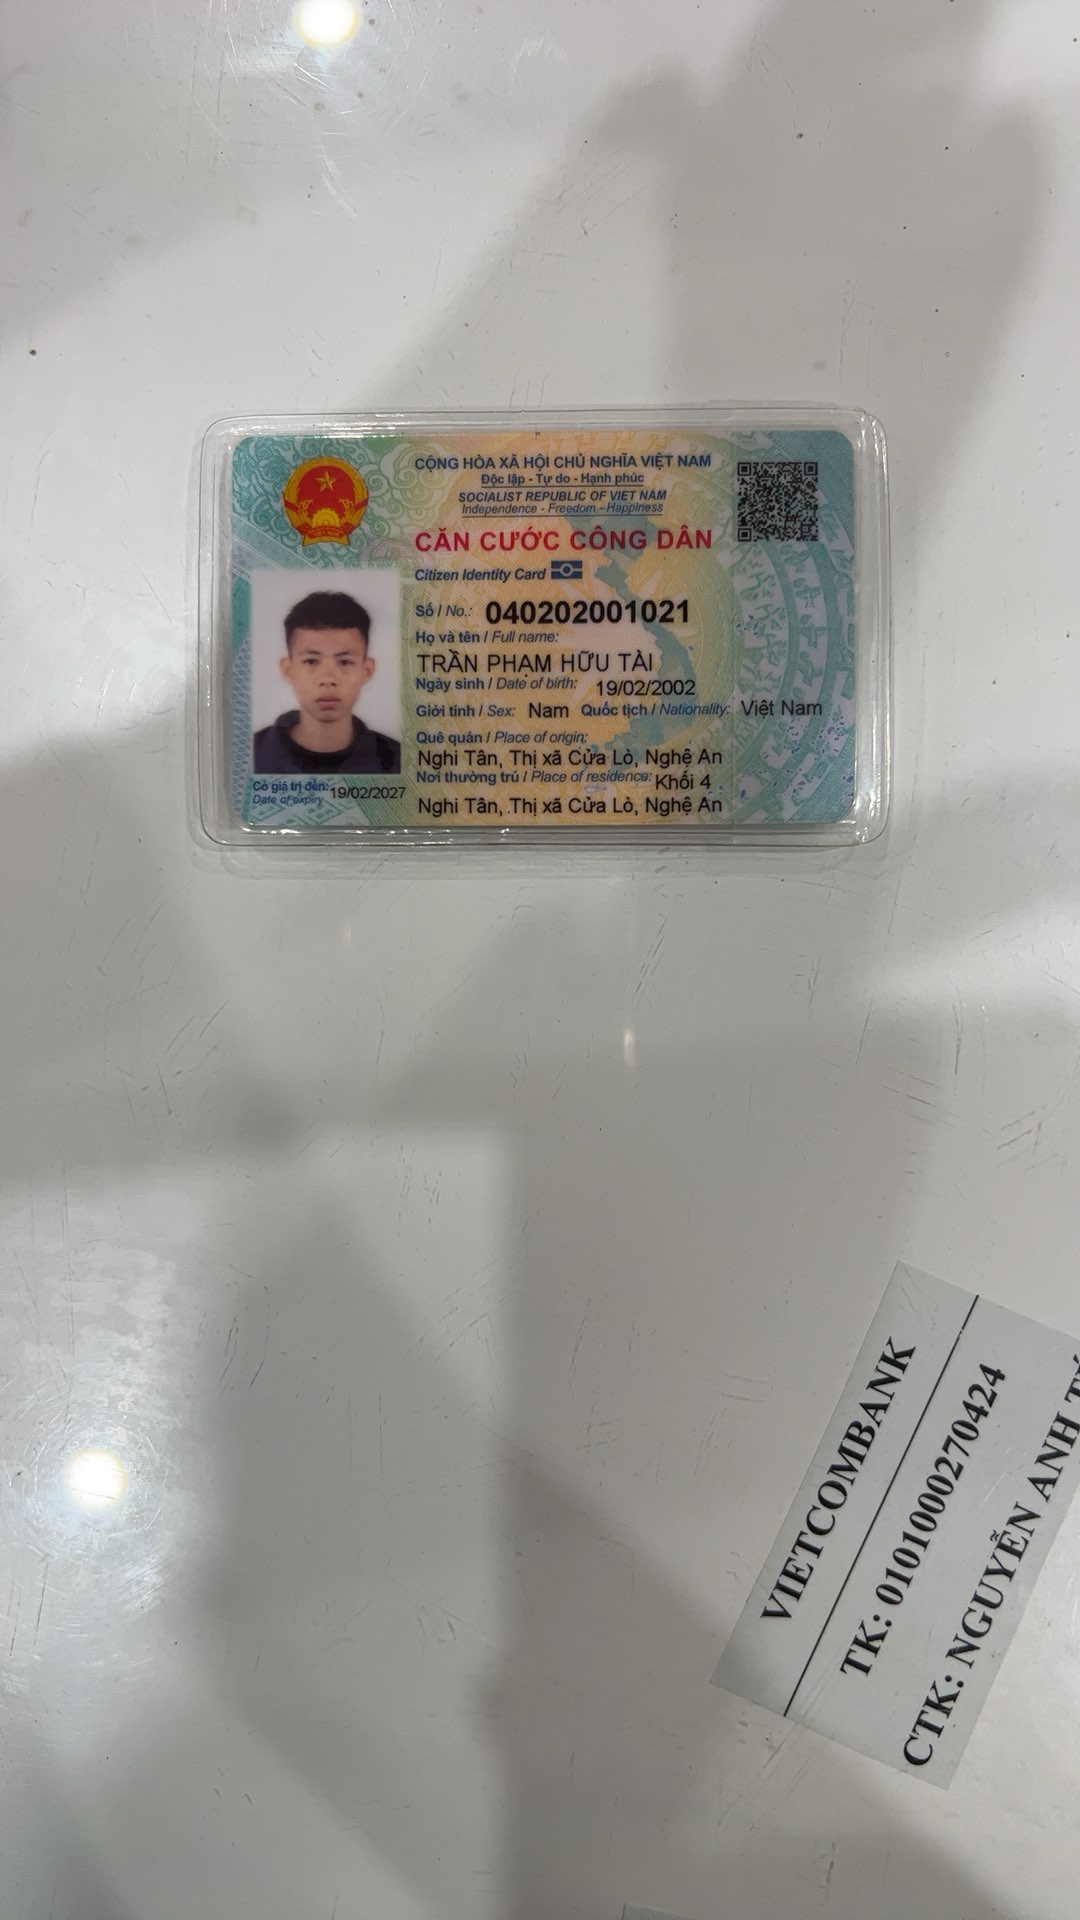 CỘNG HÒA XÃ HỘI CHỦ NGHĨA VIỆT NAM
Độc lập - Tự do - Hạnh phúc
SOCIALIST REPUBLIC OF VIET NAM
Independence - Freedom - Happiness
CĂN CƯỚC CÔNG DÂN
Citizen Identity Card
Số / No.: 040202001021
Họ và tên / Full name:
TRẦN PHẠM HỮU TÀI
Ngày sinh / Date of birth: 19/02/2002
Giới tính / Sex: Nam Quốc tịch / Nationality: Việt Nam
Quê quán / Place of origin:
Nghi Tân, Thị xã Cửa Lò, Nghệ An
Nơi thường trú / Place of residence: Khối 4
Nghi Tân, Thị xã Cửa Lò, Nghệ An
Có giá trị đến: 19/02/2027
Date of expiry
VIETCOMBANK
TK: 0101000270424
CTK: NGUYỄN ANH